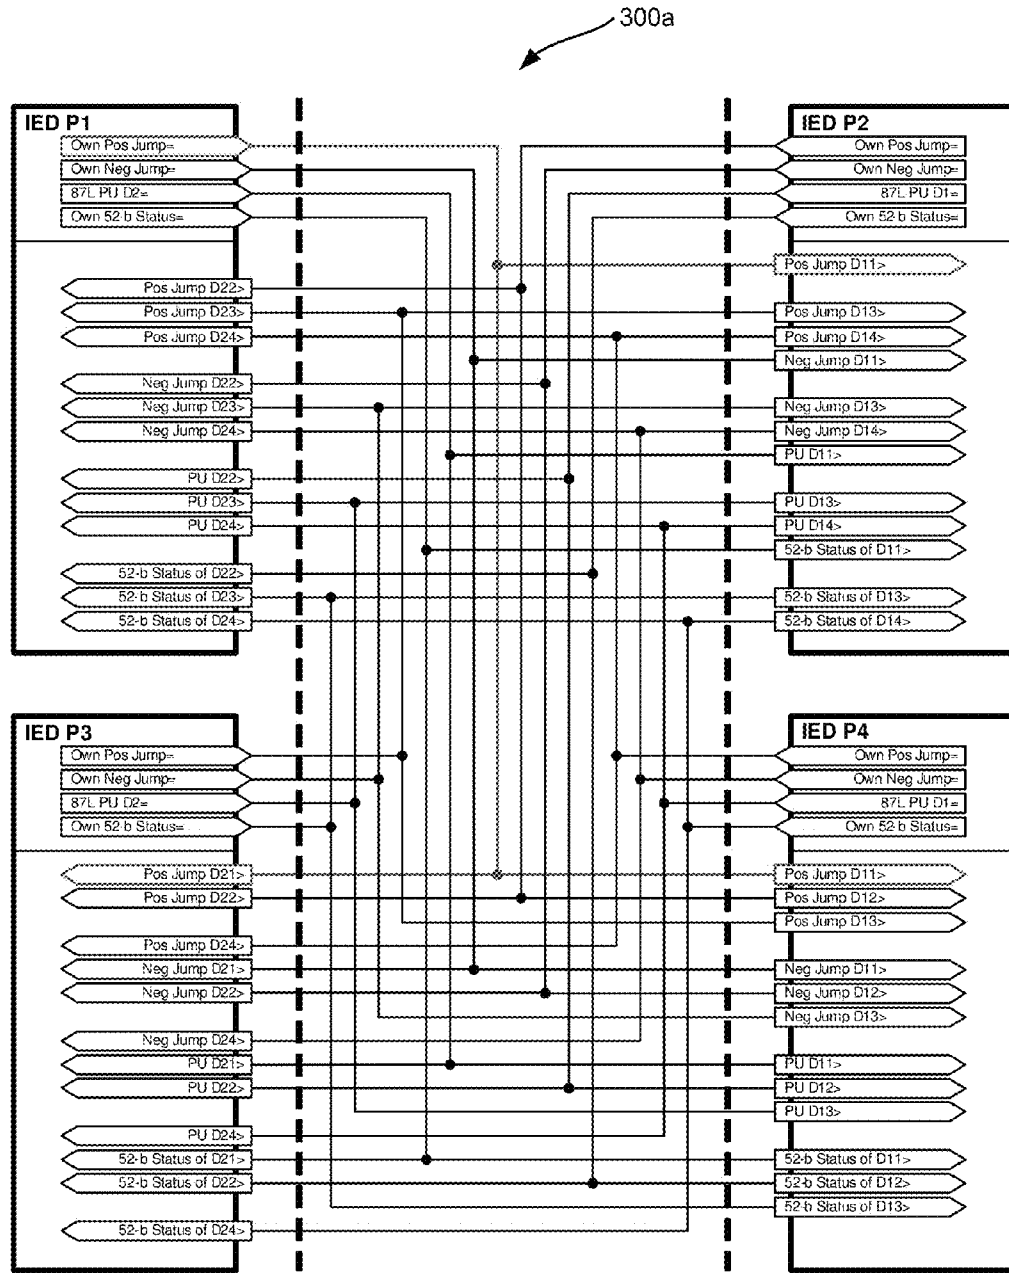 300a
IED P1
Own Pos Jump=
Own Neg Jump=
87L PU D2=
Own 52-b Status=
Pos Jump D22>
Pos Jump D23>
Pos Jump D24>
Neg Jump D22>
Neg Jump D23>
Neg Jump D24>
PU D22>
PU D23>
PU D24>
52-b Status of D22>
52-b Status of D23>
52-b Status of D24>
IED P2
Own Pos Jump=
Own Neg Jump=
87L PU D1=
Own 52-b Status=
Pos Jump D11>
Pos Jump D13>
Pos Jump D14>
Neg Jump D11>
Neg Jump D13>
Neg Jump D14>
PU D11>
PU D13>
PU D14>
52-b Status of D11>
52-b Status of D13>
52-b Status of D14>
IED P3
Own Pos Jump=
Own Neg Jump=
87L PU D2=
Own 52-b Status=
Pos Jump D21>
Pos Jump D22>
Pos Jump D24>
Neg Jump D21>
Neg Jump D22>
Neg Jump D24>
PU D21>
PU D22>
PU D24>
52-b Status of D21>
52-b Status of D22>
52-b Status of D24>
IED P4
Own Pos Jump=
Own Neg Jump=
87L PU D1=
Own 52-b Status=
Pos Jump D11>
Pos Jump D12>
Pos Jump D13>
Neg Jump D11>
Neg Jump D12>
Neg Jump D13>
PU D11>
PU D12>
PU D13>
52-b Status of D11>
52-b Status of D12>
52-b Status of D13>